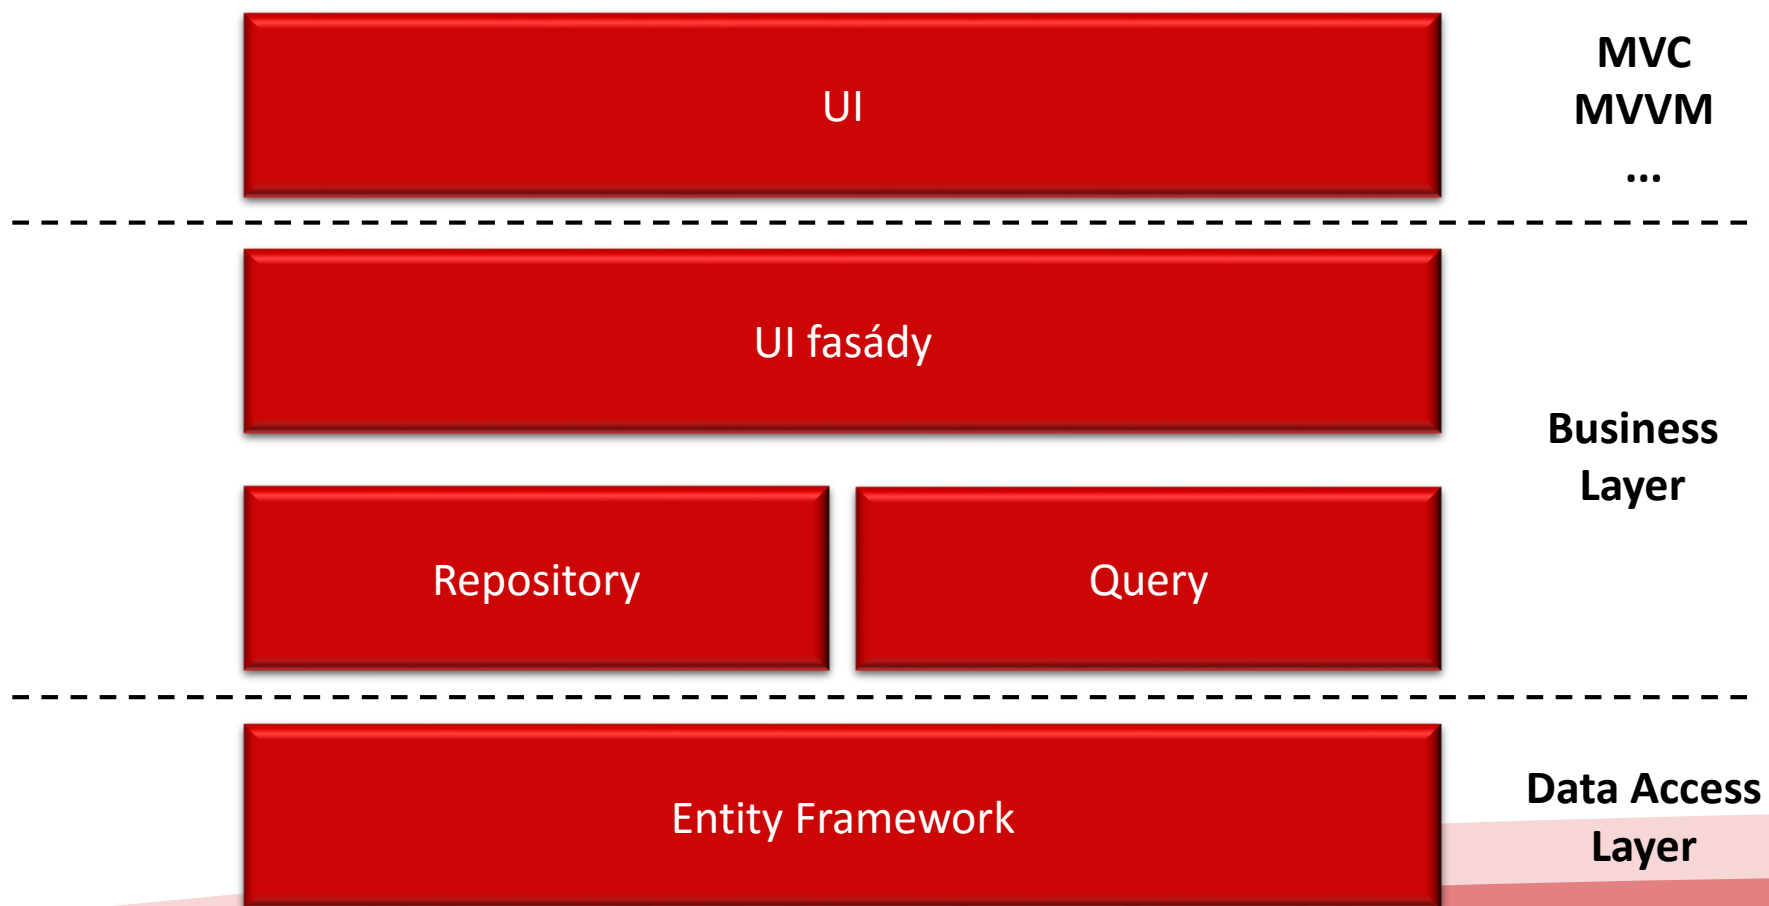 UI
MVC
MVVM
...
UI fasády
Business
Layer
Repository
Query
Entity Framework
Data Access
Layer